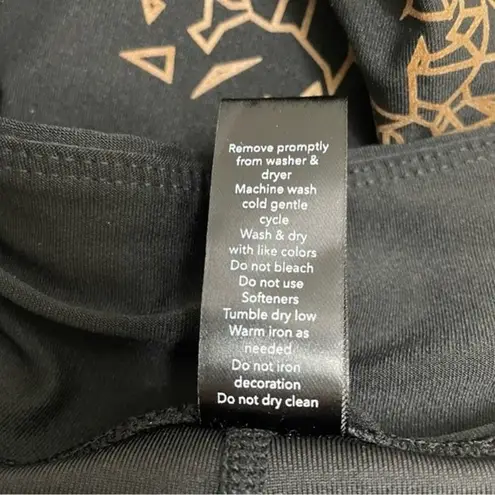 Remove promptly
from washer &
dryer
Machine wash
cold gentle
cycle
Wash & dry
with like colors
Do not bleach
Do not use
Softeners
Tumble dry low
Warm iron as
needed
Do not iron
decoration
Do not dry clean